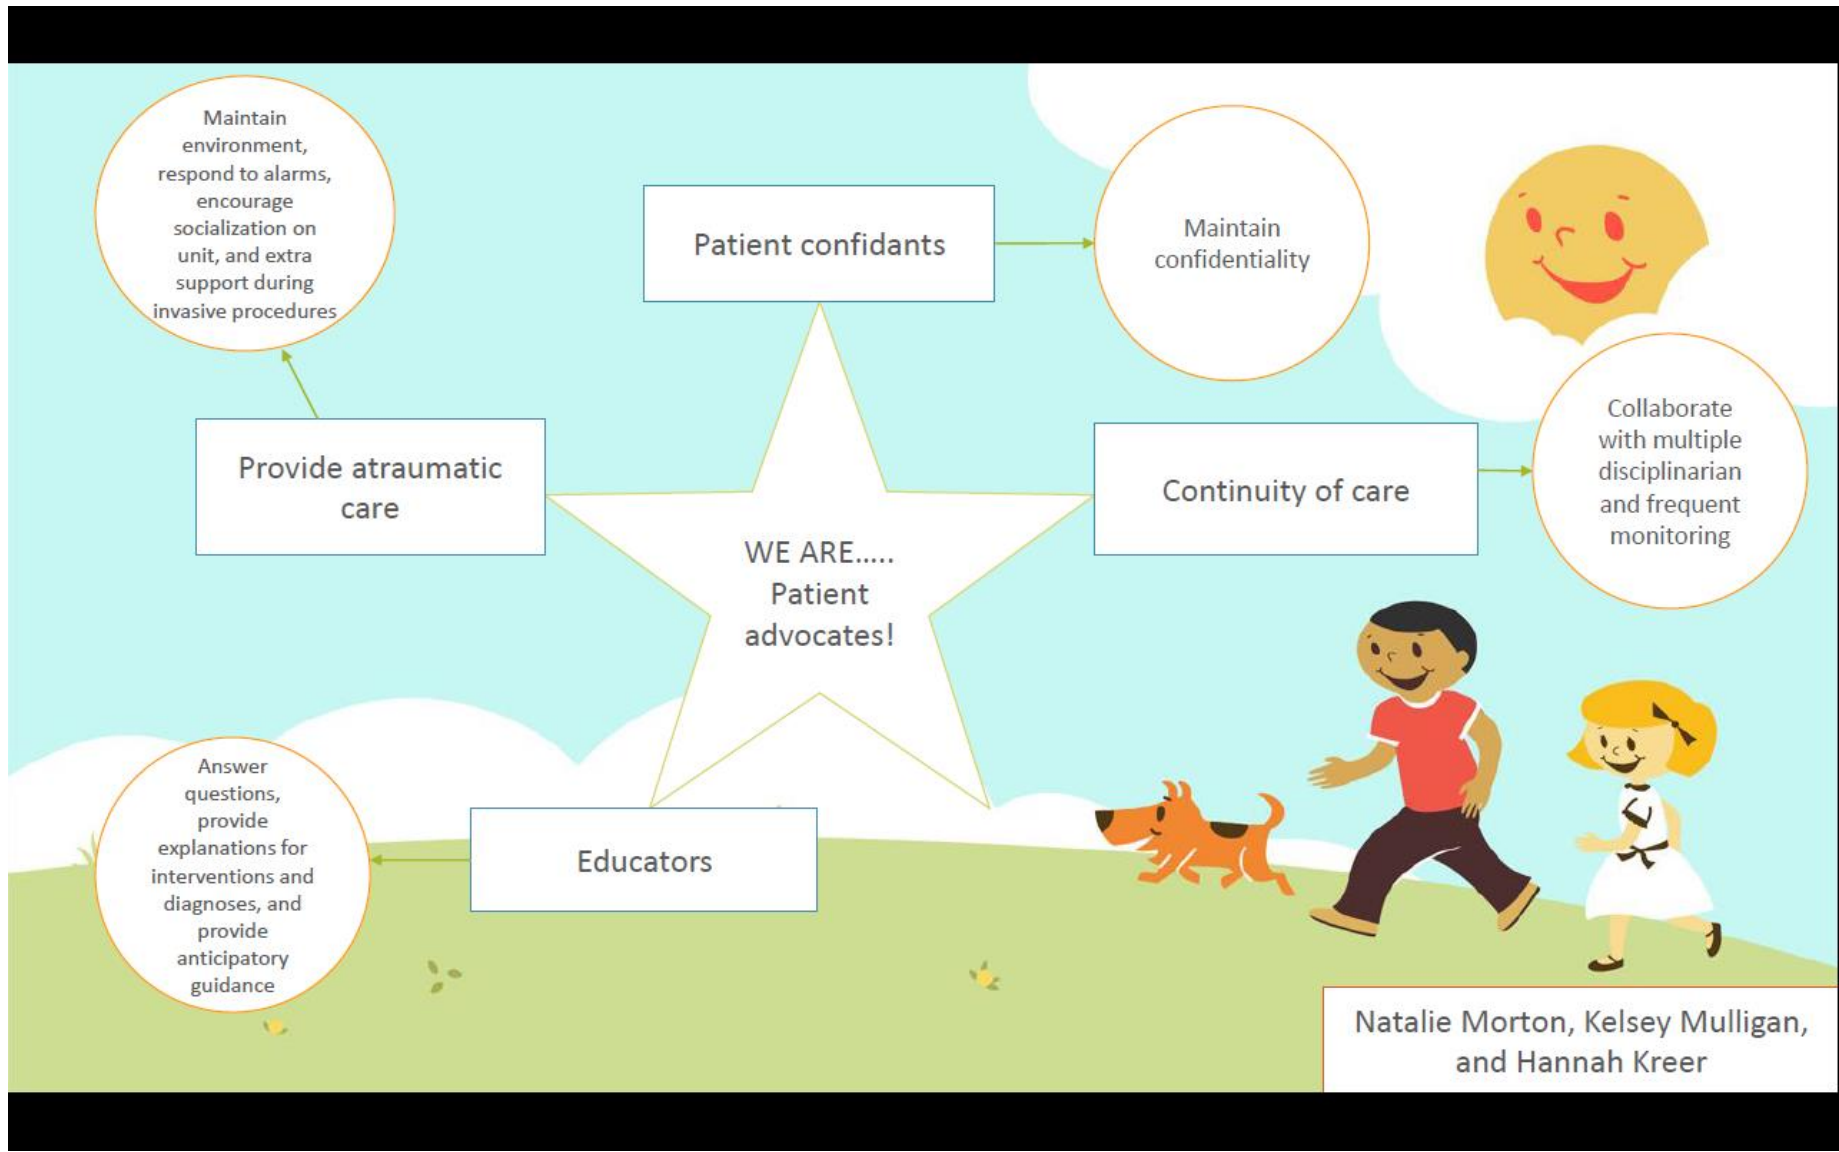 Maintain
environment,
respond to alarms,
encourage
socialization on
unit, and extra
support during
invasive procedures
Patient confidants
Maintain
confidentiality
Provide atraumatic
care
WE ARE.....
Patient
advocates!
Continuity of care
Collaborate
with multiple
disciplinarian
and frequent
monitoring
Answer
questions,
provide
explanations for
interventions and
diagnoses, and
provide
anticipatory
guidance
Educators
Natalie Morton, Kelsey Mulligan,
and Hannah Kreer